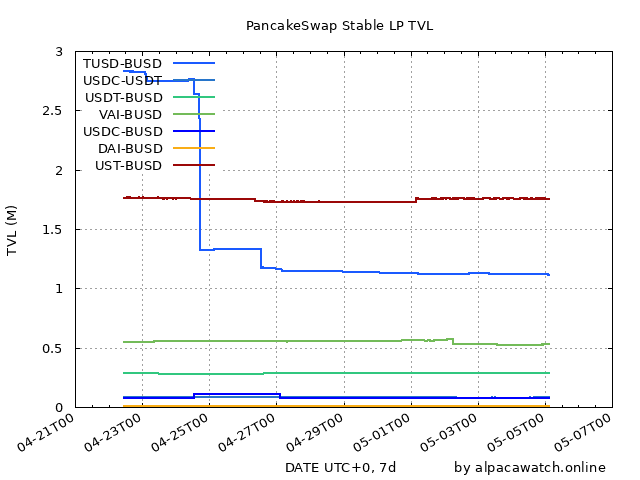 PancakeSwap Stable LP TVL
TVL (M)
3
2.5
2
1.5
1
0.5
0
TUSD-BUSD
USDC-USDT
USDT-BUSD
VAI-BUSD
USDC-BUSD
DAI-BUSD
UST-BUSD
04-21T00 04-23T00 04-25T00 04-27T00 04-29T00 05-01T00 05-03T00 05-05T00 05-07T00
DATE UTC+0, 7d by alpacawatch.online